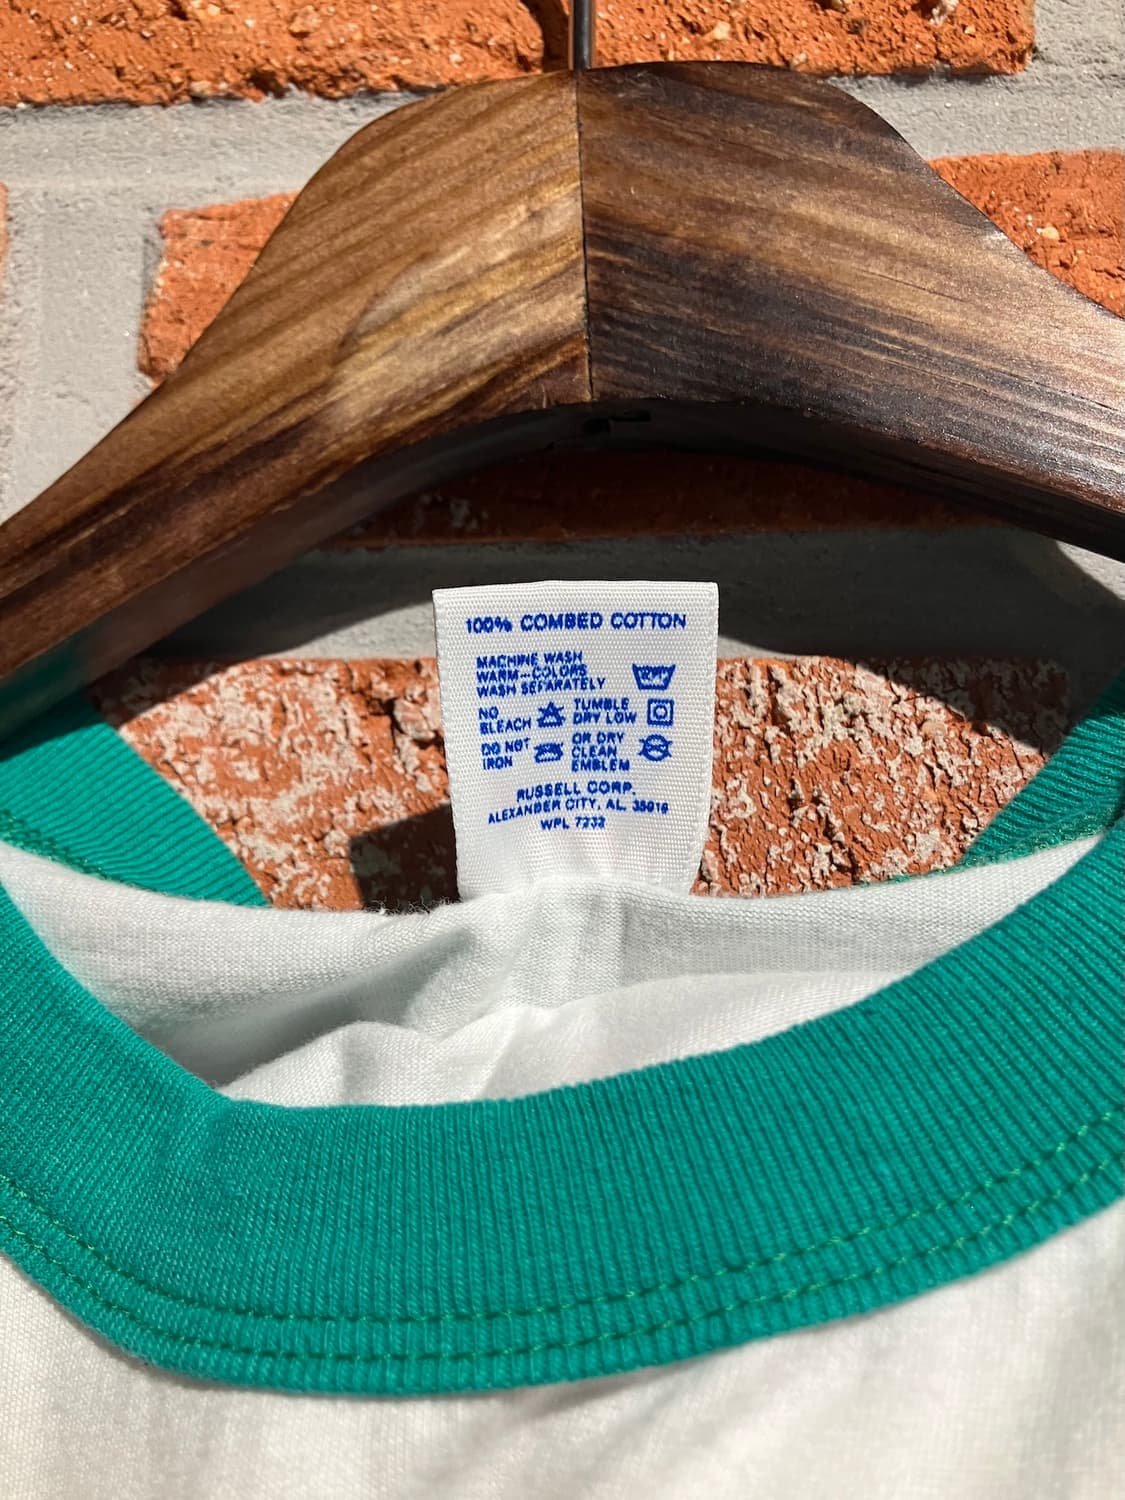 100% COMBED COTTON
MACHINE WASH
WARM-COLORS
WASH SEPARATELY
NO BLEACH
TUMBLE DRY LOW
DO NOT IRON
OR DRY CLEAN EMBLEM
RUSSELL CORP.
ALEXANDER CITY, AL. 35010
WPL 7233